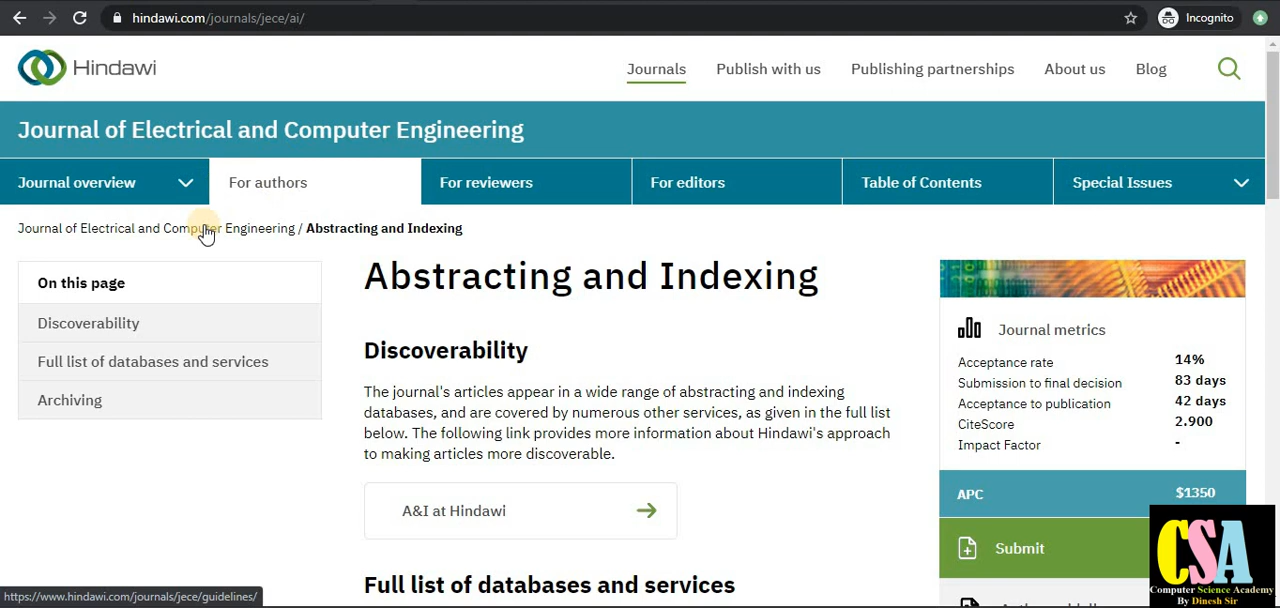 hindawi.com/journals/jece/ai/
Incognito
Hindawi
Journals
Publish with us
Publishing partnerships
About us
Blog
Journal of Electrical and Computer Engineering
Journal overview
For authors
For reviewers
For editors
Table of Contents
Special Issues
Journal of Electrical and Computer Engineering / Abstracting and Indexing
On this page
Discoverability
Full list of databases and services
Archiving
Abstracting and Indexing
Discoverability
The journal's articles appear in a wide range of abstracting and indexing
databases, and are covered by numerous other services, as given in the full list
below. The following link provides more information about Hindawi's approach
to making articles more discoverable.
A&I at Hindawi
Full list of databases and services
Journal metrics
Acceptance rate 14%
Submission to final decision 83 days
Acceptance to publication 42 days
CiteScore 2.900
Impact Factor -
APC $1350
Submit
CSA
Computer Science Academy
By Dinesh Sir
https://www.hindawi.com/journals/jece/guidelines/